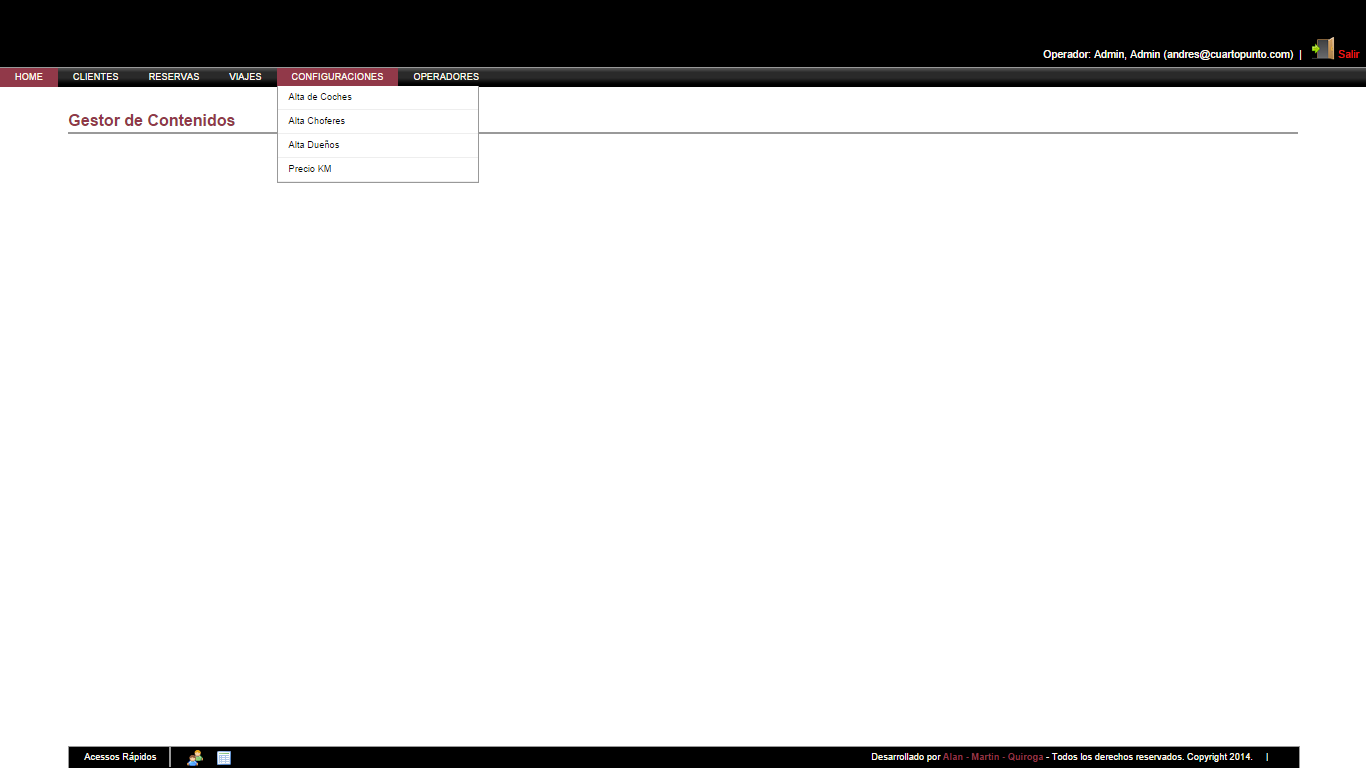 Operador: Admin, Admin (andres@cuartopunto.com) | Salir
HOME CLIENTES RESERVAS VIAJES CONFIGURACIONES OPERADORES
Alta de Coches
Gestor de Contenidos
Alta Choferes
Alta Dueños
Precio KM
Acessos Rápidos
Desarrollado por Alan - Martín - Quiroga - Todos los derechos reservados. Copyright 2014. |